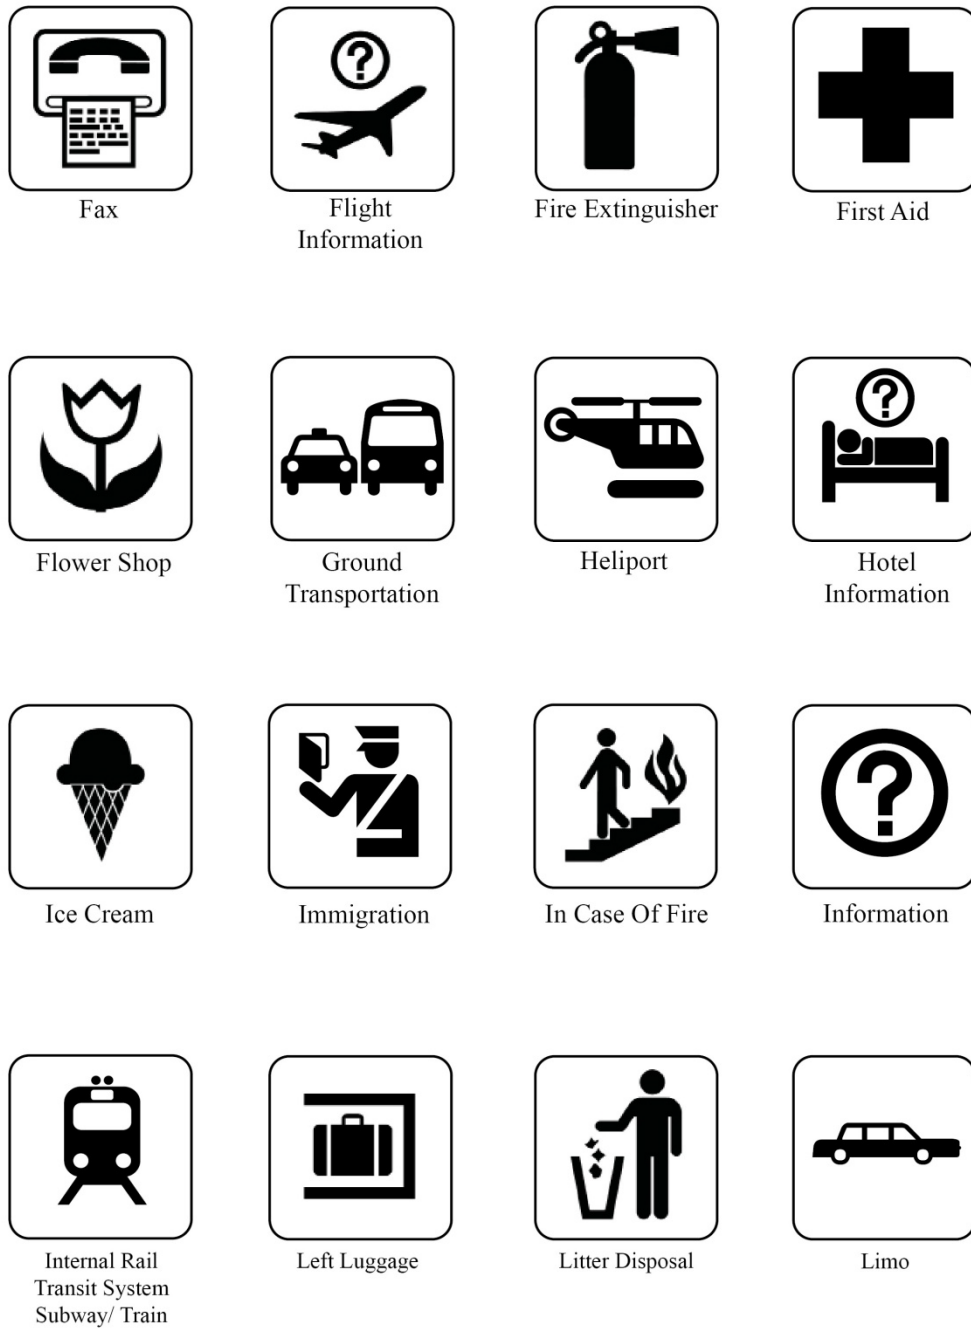 ?
Fax
Flight
Information
Fire Extinguisher
First Aid
?
Flower Shop
Ground
Transportation
Heliport
Hotel
Information
?
Ice Cream
Immigration
In Case Of Fire
Information
Internal Rail
Transit System
Subway/ Train
Left Luggage
Litter Disposal
Limo